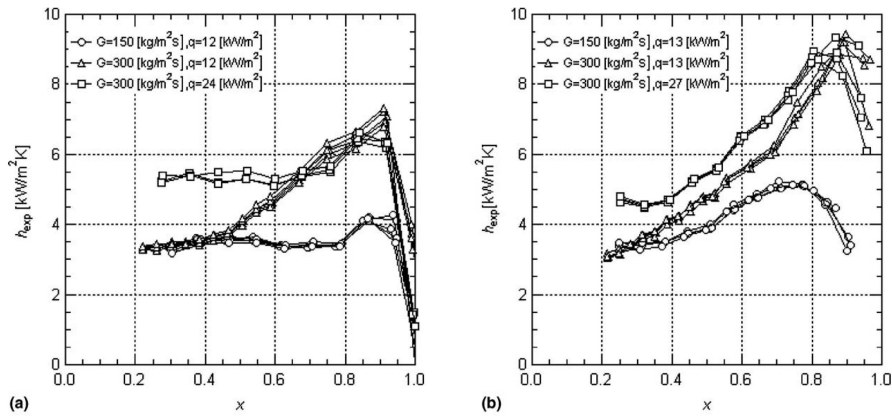 10
8
6
4
2
0
h_exp [kW/m²K]
G=150 [kg/m²S],q=12 [kW/m²]
G=300 [kg/m²S],q=12 [kW/m²]
G=300 [kg/m²S],q=24 [kW/m²]
0.0 0.2 0.4 0.6 0.8 1.0
(a)
x
10
8
6
4
2
0
h_exp [kW/m²K]
G=150 [kg/m²S],q=13 [kW/m²]
G=300 [kg/m²S],q=13 [kW/m²]
G=300 [kg/m²S],q=27 [kW/m²]
0.0 0.2 0.4 0.6 0.8 1.0
(b)
x